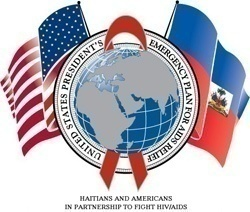 UNITED STATES PRESIDENT'S
EMERGENCY PLAN FOR AIDS RELIEF
HAITIANS AND AMERICANS
IN PARTNERSHIP TO FIGHT HIV/AIDS